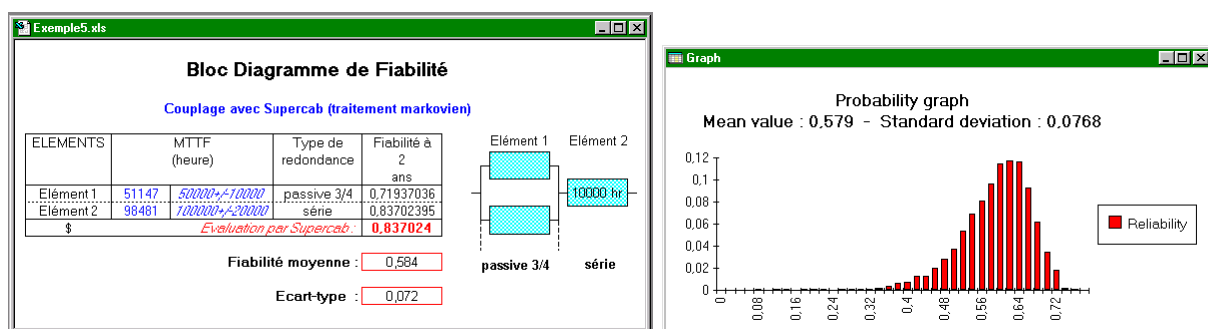 Exemple5.xls
Bloc Diagramme de Fiabilité
Couplage avec Supercab (traitement markovien)
ELEMENTS MTTF (heure) Type de redondance Fiabilité à 2 ans
Elément 1 51147 50000+/-10000 passive 3/4 0,71937036
Elément 2 98481 100000+/-20000 série 0,83702395
$ Evaluation par Supercab : 0,837024
Fiabilité moyenne : 0,584
Ecart-type : 0,072
Elément 1 Elément 2
10000 hr
passive 3/4 série
Graph
Probability graph
Mean value : 0,579 - Standard deviation : 0,0768
0,12
0,1
0,08
0,06
0,04
0,02
0
0 0,08 0,16 0,24 0,32 0,4 0,48 0,56 0,64 0,72
Reliability